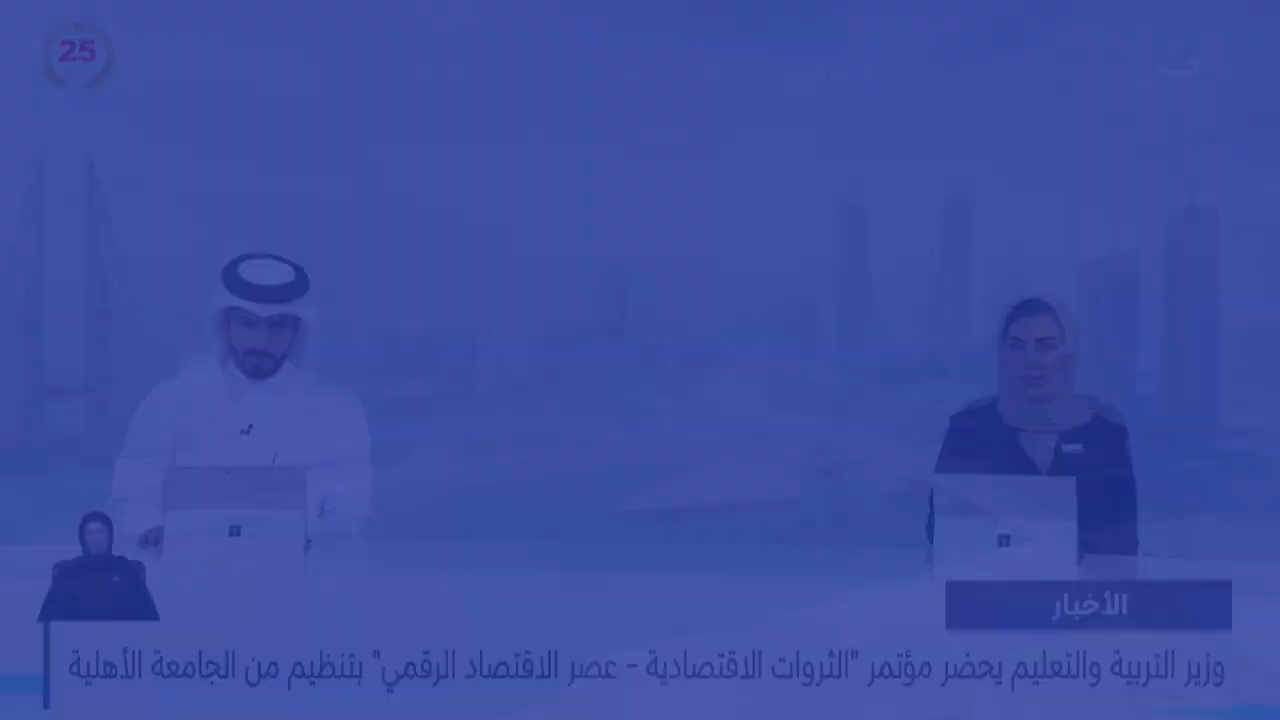 25
الأخبار
وزير التربية والتعليم يحضر مؤتمر "الثروات الاقتصادية - عصر الاقتصاد الرقمي" بتنظيم من الجامعة الأهلية